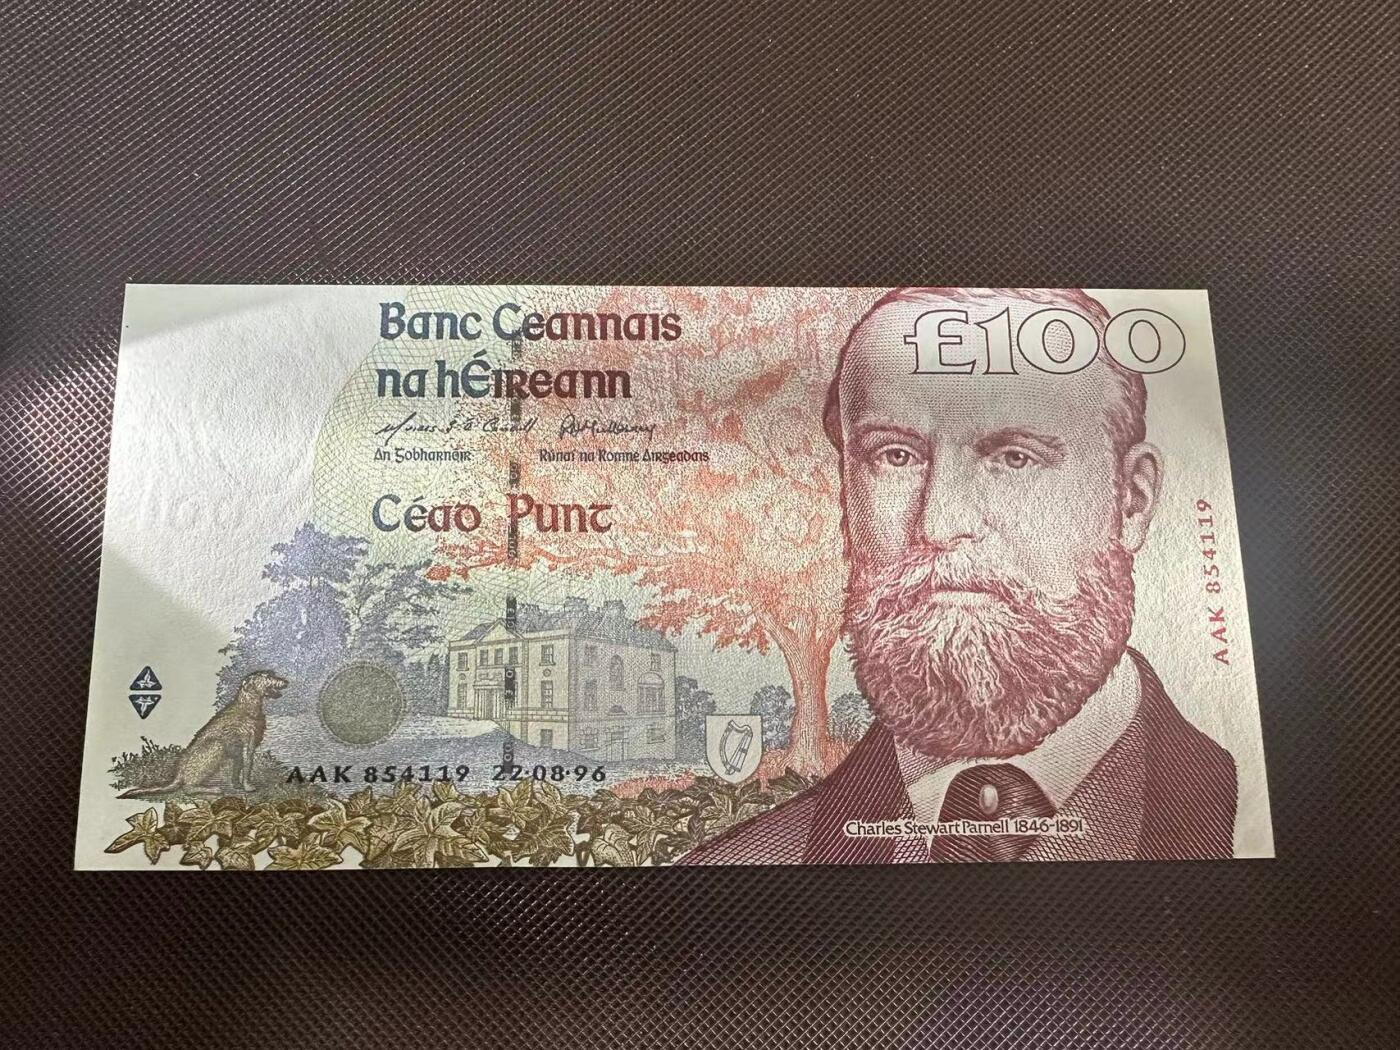 Banc Ceannais
na hÉireann
£100
An Gobharnóir
Rúnaí na Roinne Airgeadais
Céad Punt
AAK 854119
AAK 854119 22·08·96
Charles Stewart Parnell 1846-1891